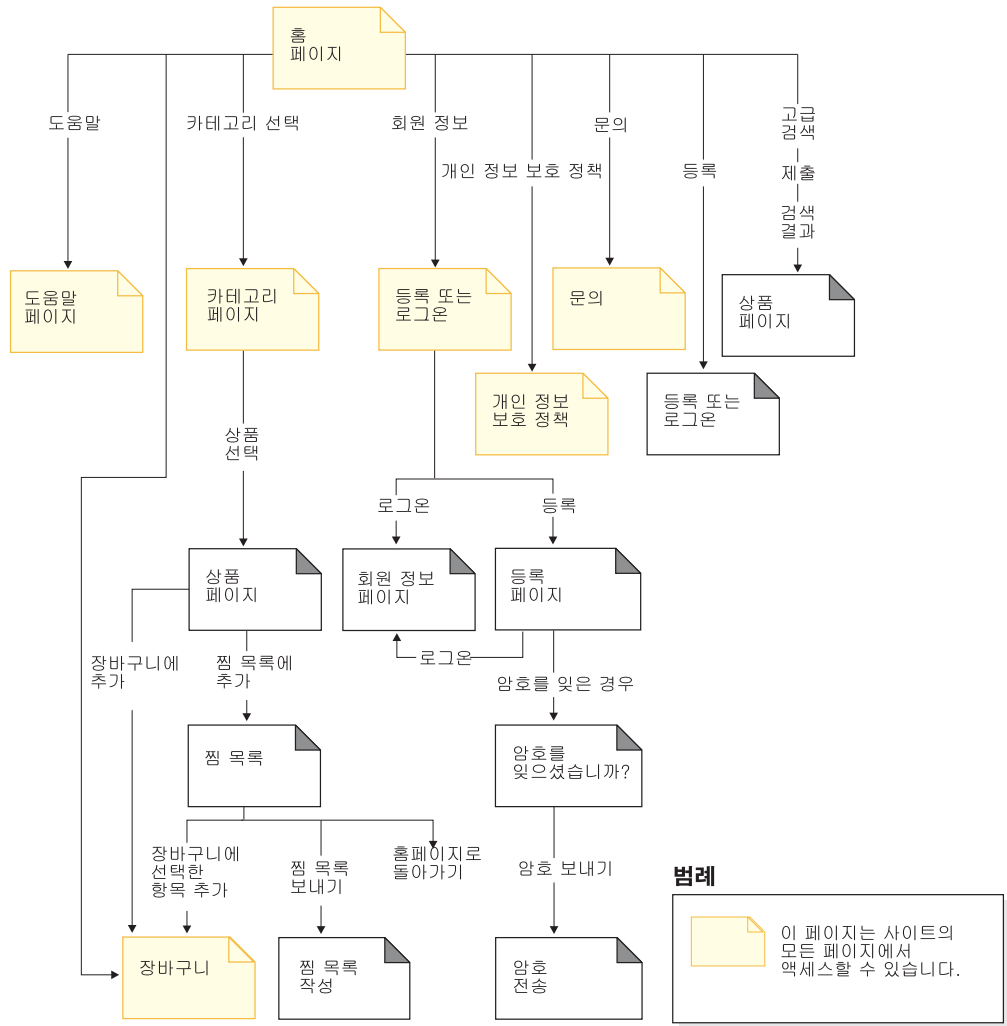 홈
페이지
도움말
카테고리 선택
회원 정보
문의
고급
검색
개인 정보 보호 정책
등록
제출
검색
결과
도움말
페이지
카테고리
페이지
등록 또는
로그온
문의
상품
페이지
개인 정보
보호 정책
등록 또는
로그온
상품
선택
로그온
등록
상품
페이지
회원 정보
페이지
등록
페이지
장바구니에
추가
찜 목록에
추가
로그온
암호를 잊은 경우
찜 목록
암호를
잊으셨습니까?
장바구니에
선택한
항목 추가
찜 목록
보내기
홈페이지로
돌아가기
암호 보내기
범례
장바구니
찜 목록
작성
암호
전송
이 페이지는 사이트의
모든 페이지에서
액세스할 수 있습니다.